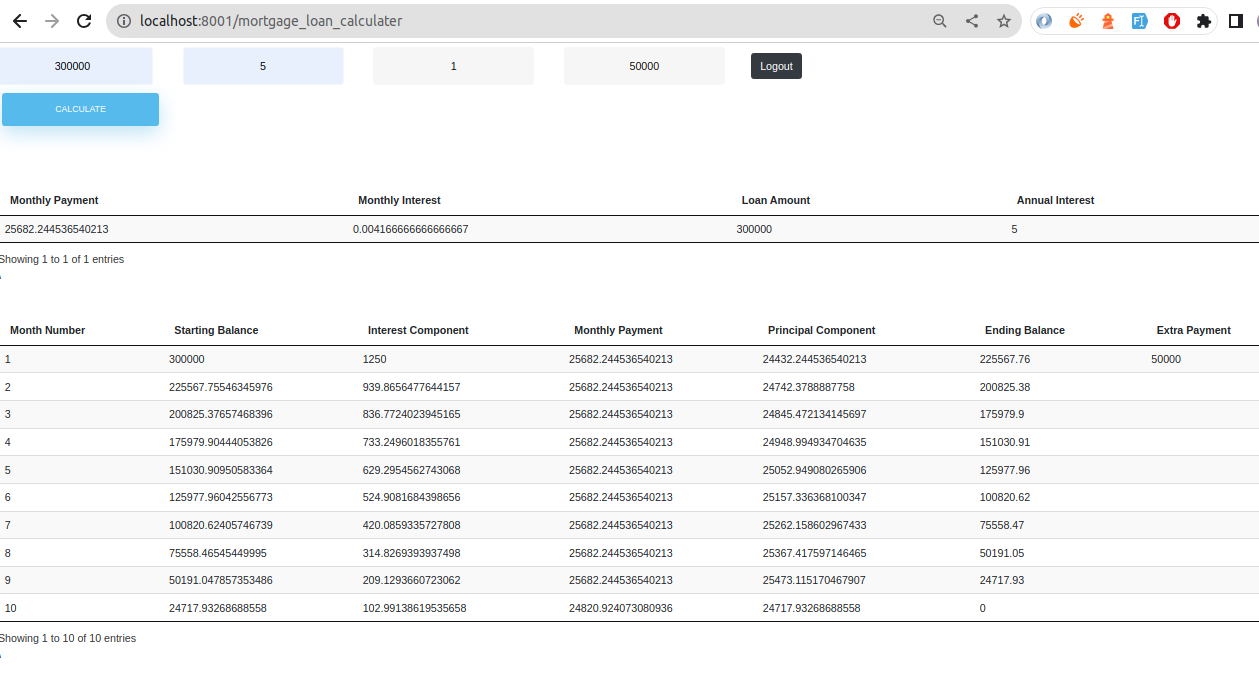 localhost:8001/mortgage_loan_calculater
300000 5 1 50000 Logout
CALCULATE
Monthly Payment Monthly Interest Loan Amount Annual Interest
25682.244536540213 0.004166666666666667 300000 5
Showing 1 to 1 of 1 entries
Month Number Starting Balance Interest Component Monthly Payment Principal Component Ending Balance Extra Payment
1 300000 1250 25682.244536540213 24432.244536540213 225567.76 50000
2 225567.75546345976 939.8656477644157 25682.244536540213 24742.3788887758 200825.38
3 200825.37657468396 836.7724023945165 25682.244536540213 24845.472134145697 175979.9
4 175979.90444053826 733.2496018355761 25682.244536540213 24948.994934704635 151030.91
5 151030.90950583364 629.2954562743068 25682.244536540213 25052.949080265906 125977.96
6 125977.96042556773 524.9081684398656 25682.244536540213 25157.336368100347 100820.62
7 100820.62405746739 420.0859335727808 25682.244536540213 25262.158602967433 75558.47
8 75558.46545449995 314.8269393937498 25682.244536540213 25367.417597146465 50191.05
9 50191.047857353486 209.1293660723062 25682.244536540213 25473.115170467907 24717.93
10 24717.93268688558 102.99138619535658 24820.924073080936 24717.93268688558 0
Showing 1 to 10 of 10 entries